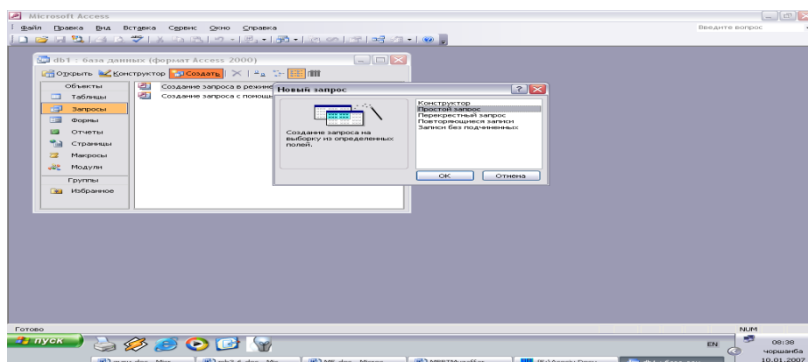 Microsoft Access
Файл Правка Вид Вставка Сервис Окно Справка
Введите вопрос
db1 : база данных (формат Access 2000)
Открыть Конструктор Создать
Объекты
Таблицы
Запросы
Формы
Отчеты
Страницы
Макросы
Модули
Группы
Избранное
Создание запроса в режиме
Создание запроса с помощь
Новый запрос
Создание запроса на
выборку из определенных
полей.
Конструктор
Простой запрос
Перекрестный запрос
Повторяющиеся записи
Записи без подчиненных
OK Отмена
Готово
NUM
пуск
EN
08:38
чоршанба
10.01.2007